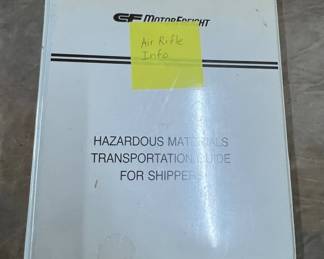 CF MOTORFREIGHT
Air Rifle
Info
HAZARDOUS MATERIALS
TRANSPORTATION GUIDE
FOR SHIPPERS